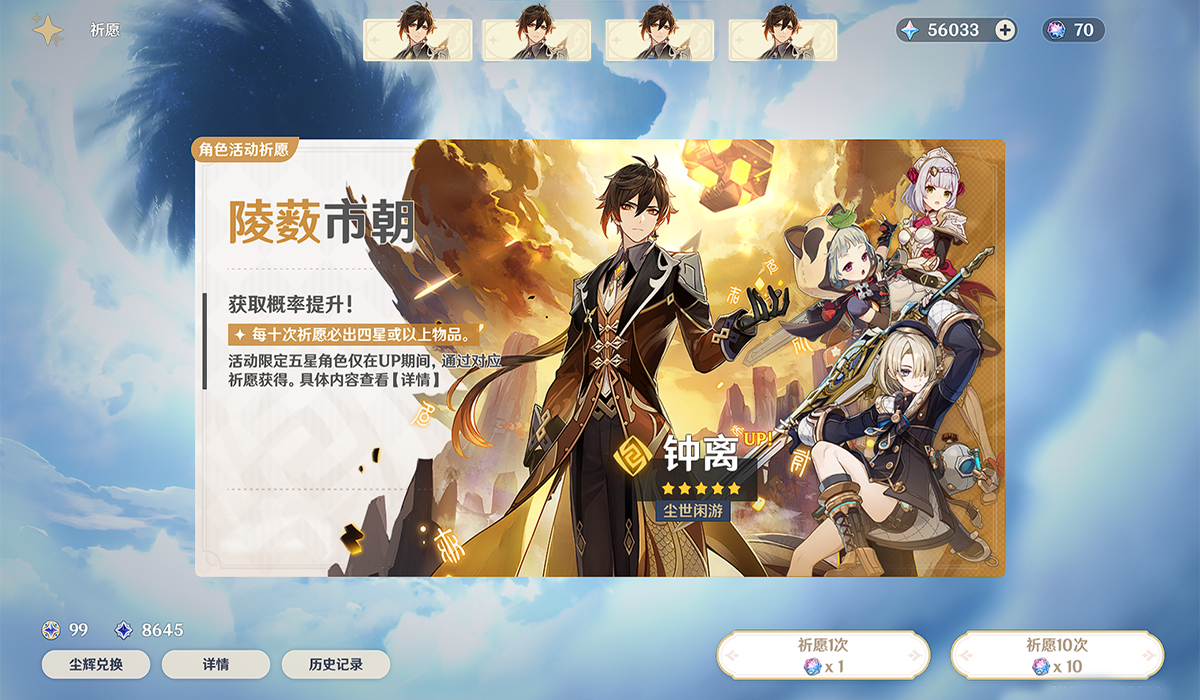 祈愿
56033
70
角色活动祈愿
陵薮市朝
获取概率提升!
每十次祈愿必出四星或以上物品。
活动限定五星角色仅在UP期间,通过对应
祈愿获得。具体内容查看【详情】
钟离
UP!
尘世闲游
99
8645
尘辉兑换
详情
历史记录
祈愿1次
x 1
祈愿10次
x 10